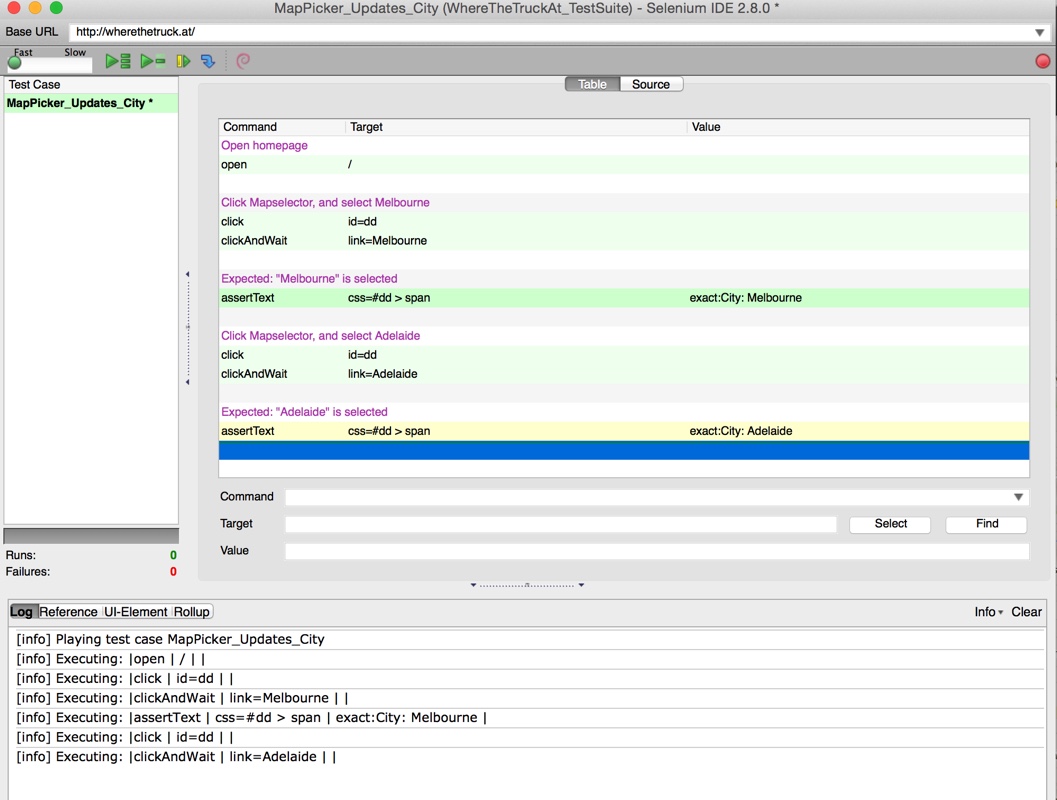 MapPicker_Updates_City (WhereTheTruckAt_TestSuite) - Selenium IDE 2.8.0 *
Base URL http://wherethetruck.at/
Fast Slow
Test Case
MapPicker_Updates_City *
Table Source
Command Target Value
Open homepage
open /
Click Mapselector, and select Melbourne
click id=dd
clickAndWait link=Melbourne
Expected: "Melbourne" is selected
assertText css=#dd > span exact:City: Melbourne
Click Mapselector, and select Adelaide
click id=dd
clickAndWait link=Adelaide
Expected: "Adelaide" is selected
assertText css=#dd > span exact:City: Adelaide
Command
Target Select Find
Value
Runs: 0
Failures: 0
Log Reference UI-Element Rollup Info Clear
[info] Playing test case MapPicker_Updates_City
[info] Executing: |open | / | |
[info] Executing: |click | id=dd | |
[info] Executing: |clickAndWait | link=Melbourne | |
[info] Executing: |assertText | css=#dd > span | exact:City: Melbourne |
[info] Executing: |click | id=dd | |
[info] Executing: |clickAndWait | link=Adelaide | |